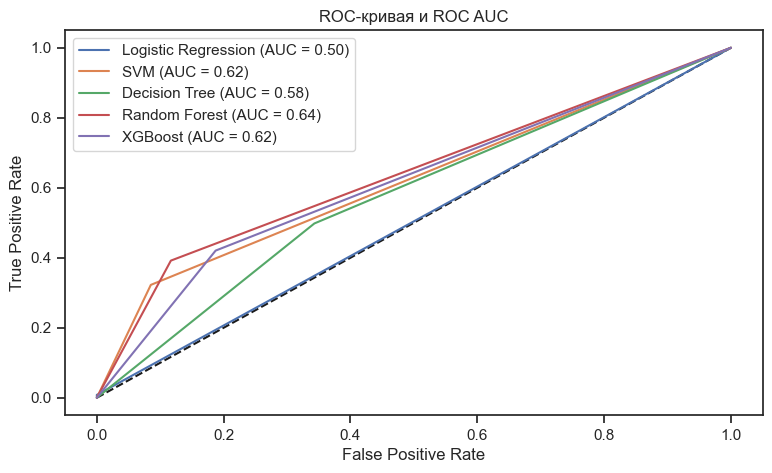 ROC-кривая и ROC AUC
Logistic Regression (AUC = 0.50)
SVM (AUC = 0.62)
Decision Tree (AUC = 0.58)
Random Forest (AUC = 0.64)
XGBoost (AUC = 0.62)
True Positive Rate
1.0
0.8
0.6
0.4
0.2
0.0
0.0 0.2 0.4 0.6 0.8 1.0
False Positive Rate